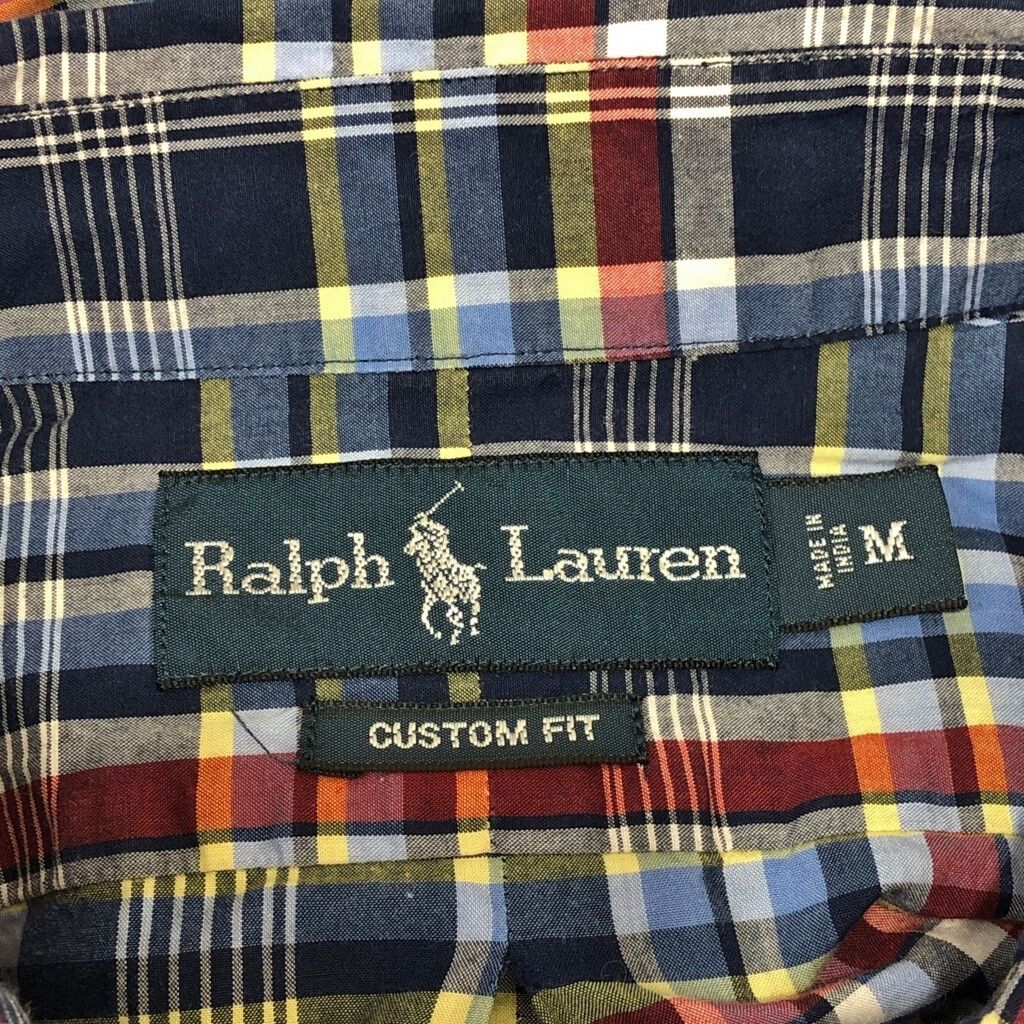 Ralph Lauren
MADE IN
INDIA
M
CUSTOM FIT